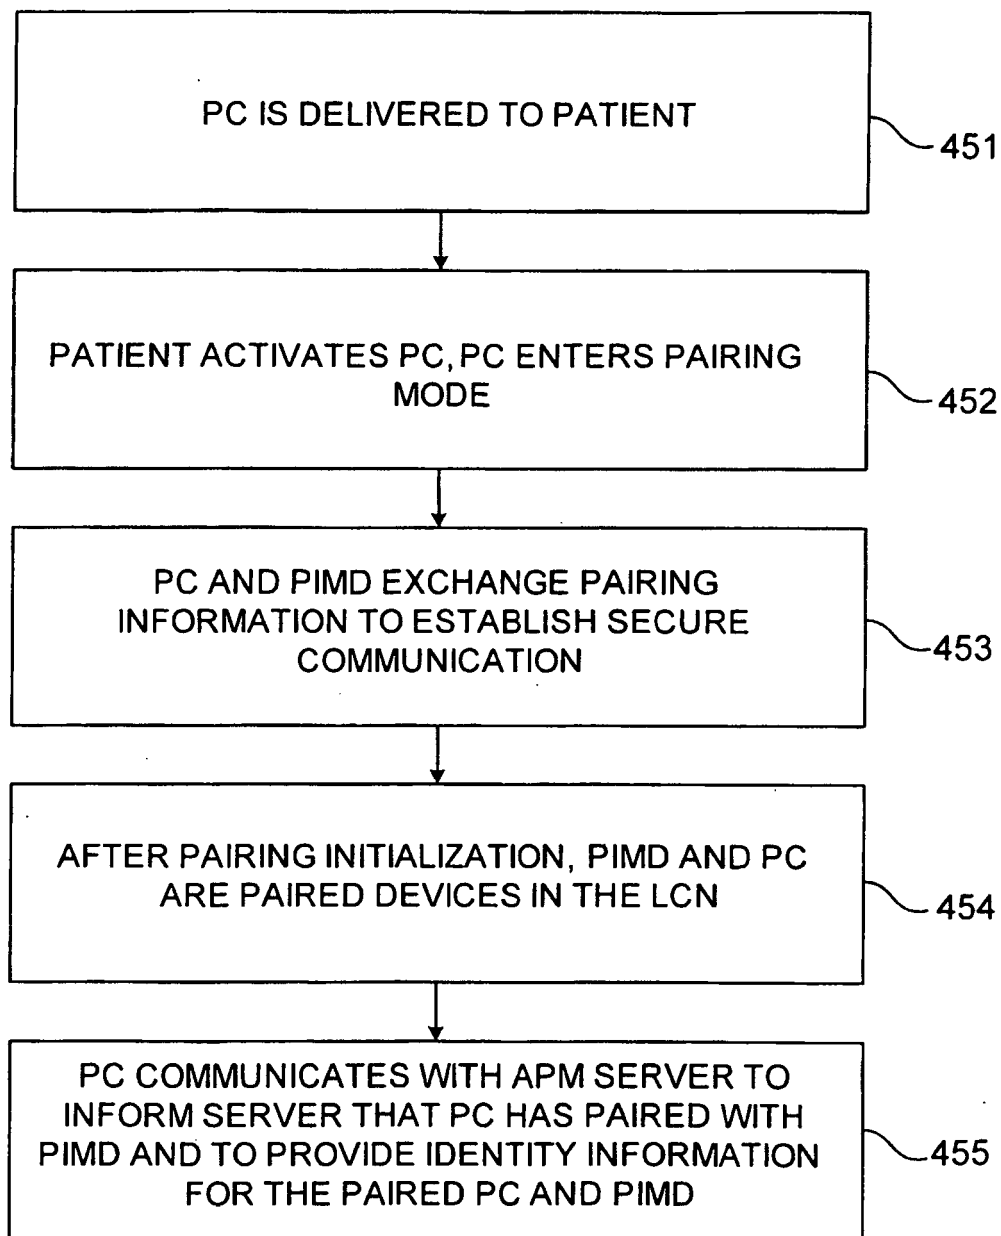 PC IS DELIVERED TO PATIENT
451
PATIENT ACTIVATES PC, PC ENTERS PAIRING
MODE
452
PC AND PIMD EXCHANGE PAIRING
INFORMATION TO ESTABLISH SECURE
COMMUNICATION
453
AFTER PAIRING INITIALIZATION, PIMD AND PC
ARE PAIRED DEVICES IN THE LCN
454
PC COMMUNICATES WITH APM SERVER TO
INFORM SERVER THAT PC HAS PAIRED WITH
PIMD AND TO PROVIDE IDENTITY INFORMATION
FOR THE PAIRED PC AND PIMD
455